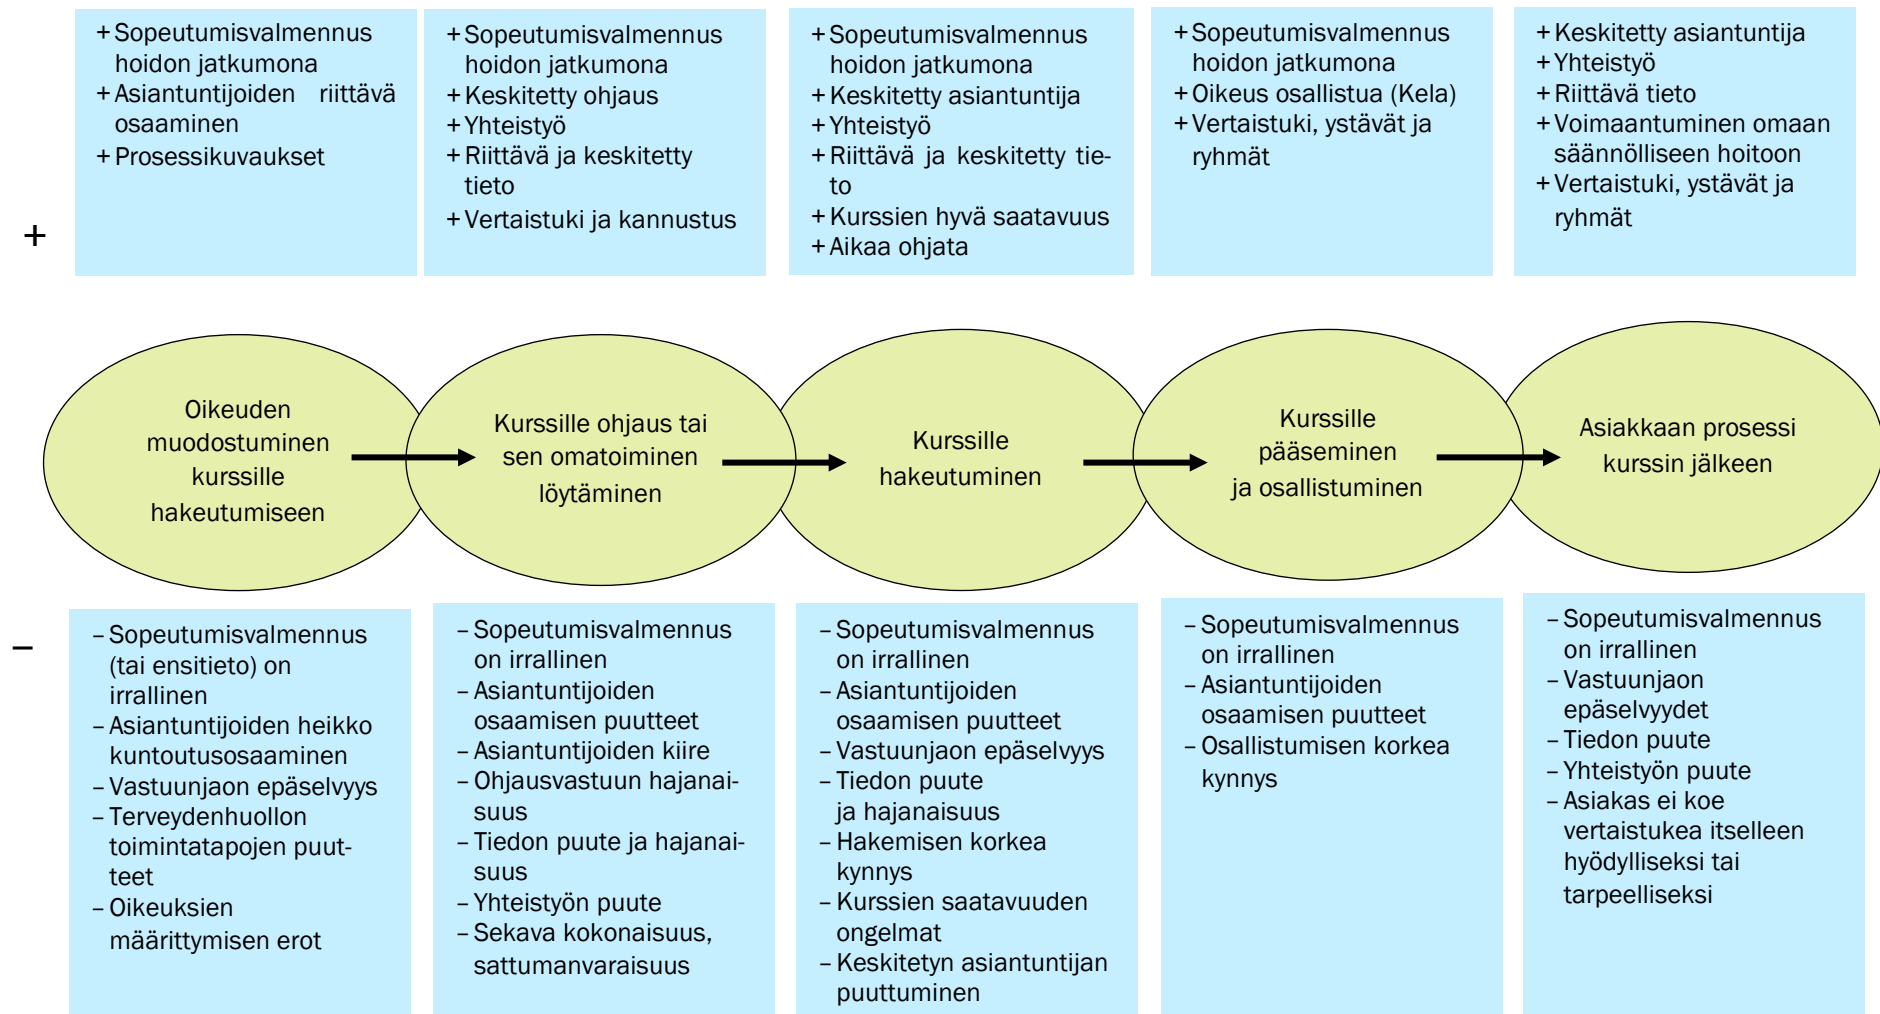 + Sopeutumisvalmennus
hoidon jatkumona
+ Asiantuntijoiden riittävä
osaaminen
+ Prosessikuvaukset
+ Sopeutumisvalmennus
hoidon jatkumona
+ Keskitetty ohjaus
+ Yhteistyö
+ Riittävä ja keskitetty
tieto
+ Vertaistuki ja kannustus
+ Sopeutumisvalmennus
hoidon jatkumona
+ Keskitetty asiantuntija
+ Yhteistyö
+ Riittävä ja keskitetty tie-
to
+ Kurssien hyvä saatavuus
+ Aikaa ohjata
+ Sopeutumisvalmennus
hoidon jatkumona
+ Oikeus osallistua (Kela)
+ Vertaistuki, ystävät ja
ryhmät
+ Keskitetty asiantuntija
+ Yhteistyö
+ Riittävä tieto
+ Voimaantuminen omaan
säännölliseen hoitoon
+ Vertaistuki, ystävät ja
ryhmät
+
Oikeuden
muodostuminen
kurssille
hakeutumiseen
Kurssille ohjaus tai
sen omatoiminen
löytäminen
Kurssille
hakeutuminen
Kurssille
pääseminen
ja osallistuminen
Asiakkaan prosessi
kurssin jälkeen
–
– Sopeutumisvalmennus
(tai ensitieto) on
irrallinen
– Asiantuntijoiden heikko
kuntoutusosaaminen
– Vastuunjaon epäselvyys
– Terveydenhuollon
toimintatapojen puut-
teet
– Oikeuksien
määrittymisen erot
– Sopeutumisvalmennus
on irrallinen
– Asiantuntijoiden
osaamisen puutteet
– Asiantuntijoiden kiire
– Ohjausvastuun hajanai-
suus
– Tiedon puute ja hajanai-
suus
– Yhteistyön puute
– Sekava kokonaisuus,
sattumanvaraisuus
– Sopeutumisvalmennus
on irrallinen
– Asiantuntijoiden
osaamisen puutteet
– Vastuunjaon epäselvyys
– Tiedon puute
ja hajanaisuus
– Hakemisen korkea
kynnys
– Kurssien saatavuuden
ongelmat
– Keskitetyn asiantuntijan
puuttuminen
– Sopeutumisvalmennus
on irrallinen
– Asiantuntijoiden
osaamisen puutteet
– Osallistumisen korkea
kynnys
– Sopeutumisvalmennus
on irrallinen
– Vastuunjaon
epäselvyydet
– Tiedon puute
– Yhteistyön puute
– Asiakas ei koe
vertaistukea itselleen
hyödylliseksi tai
tarpeelliseksi